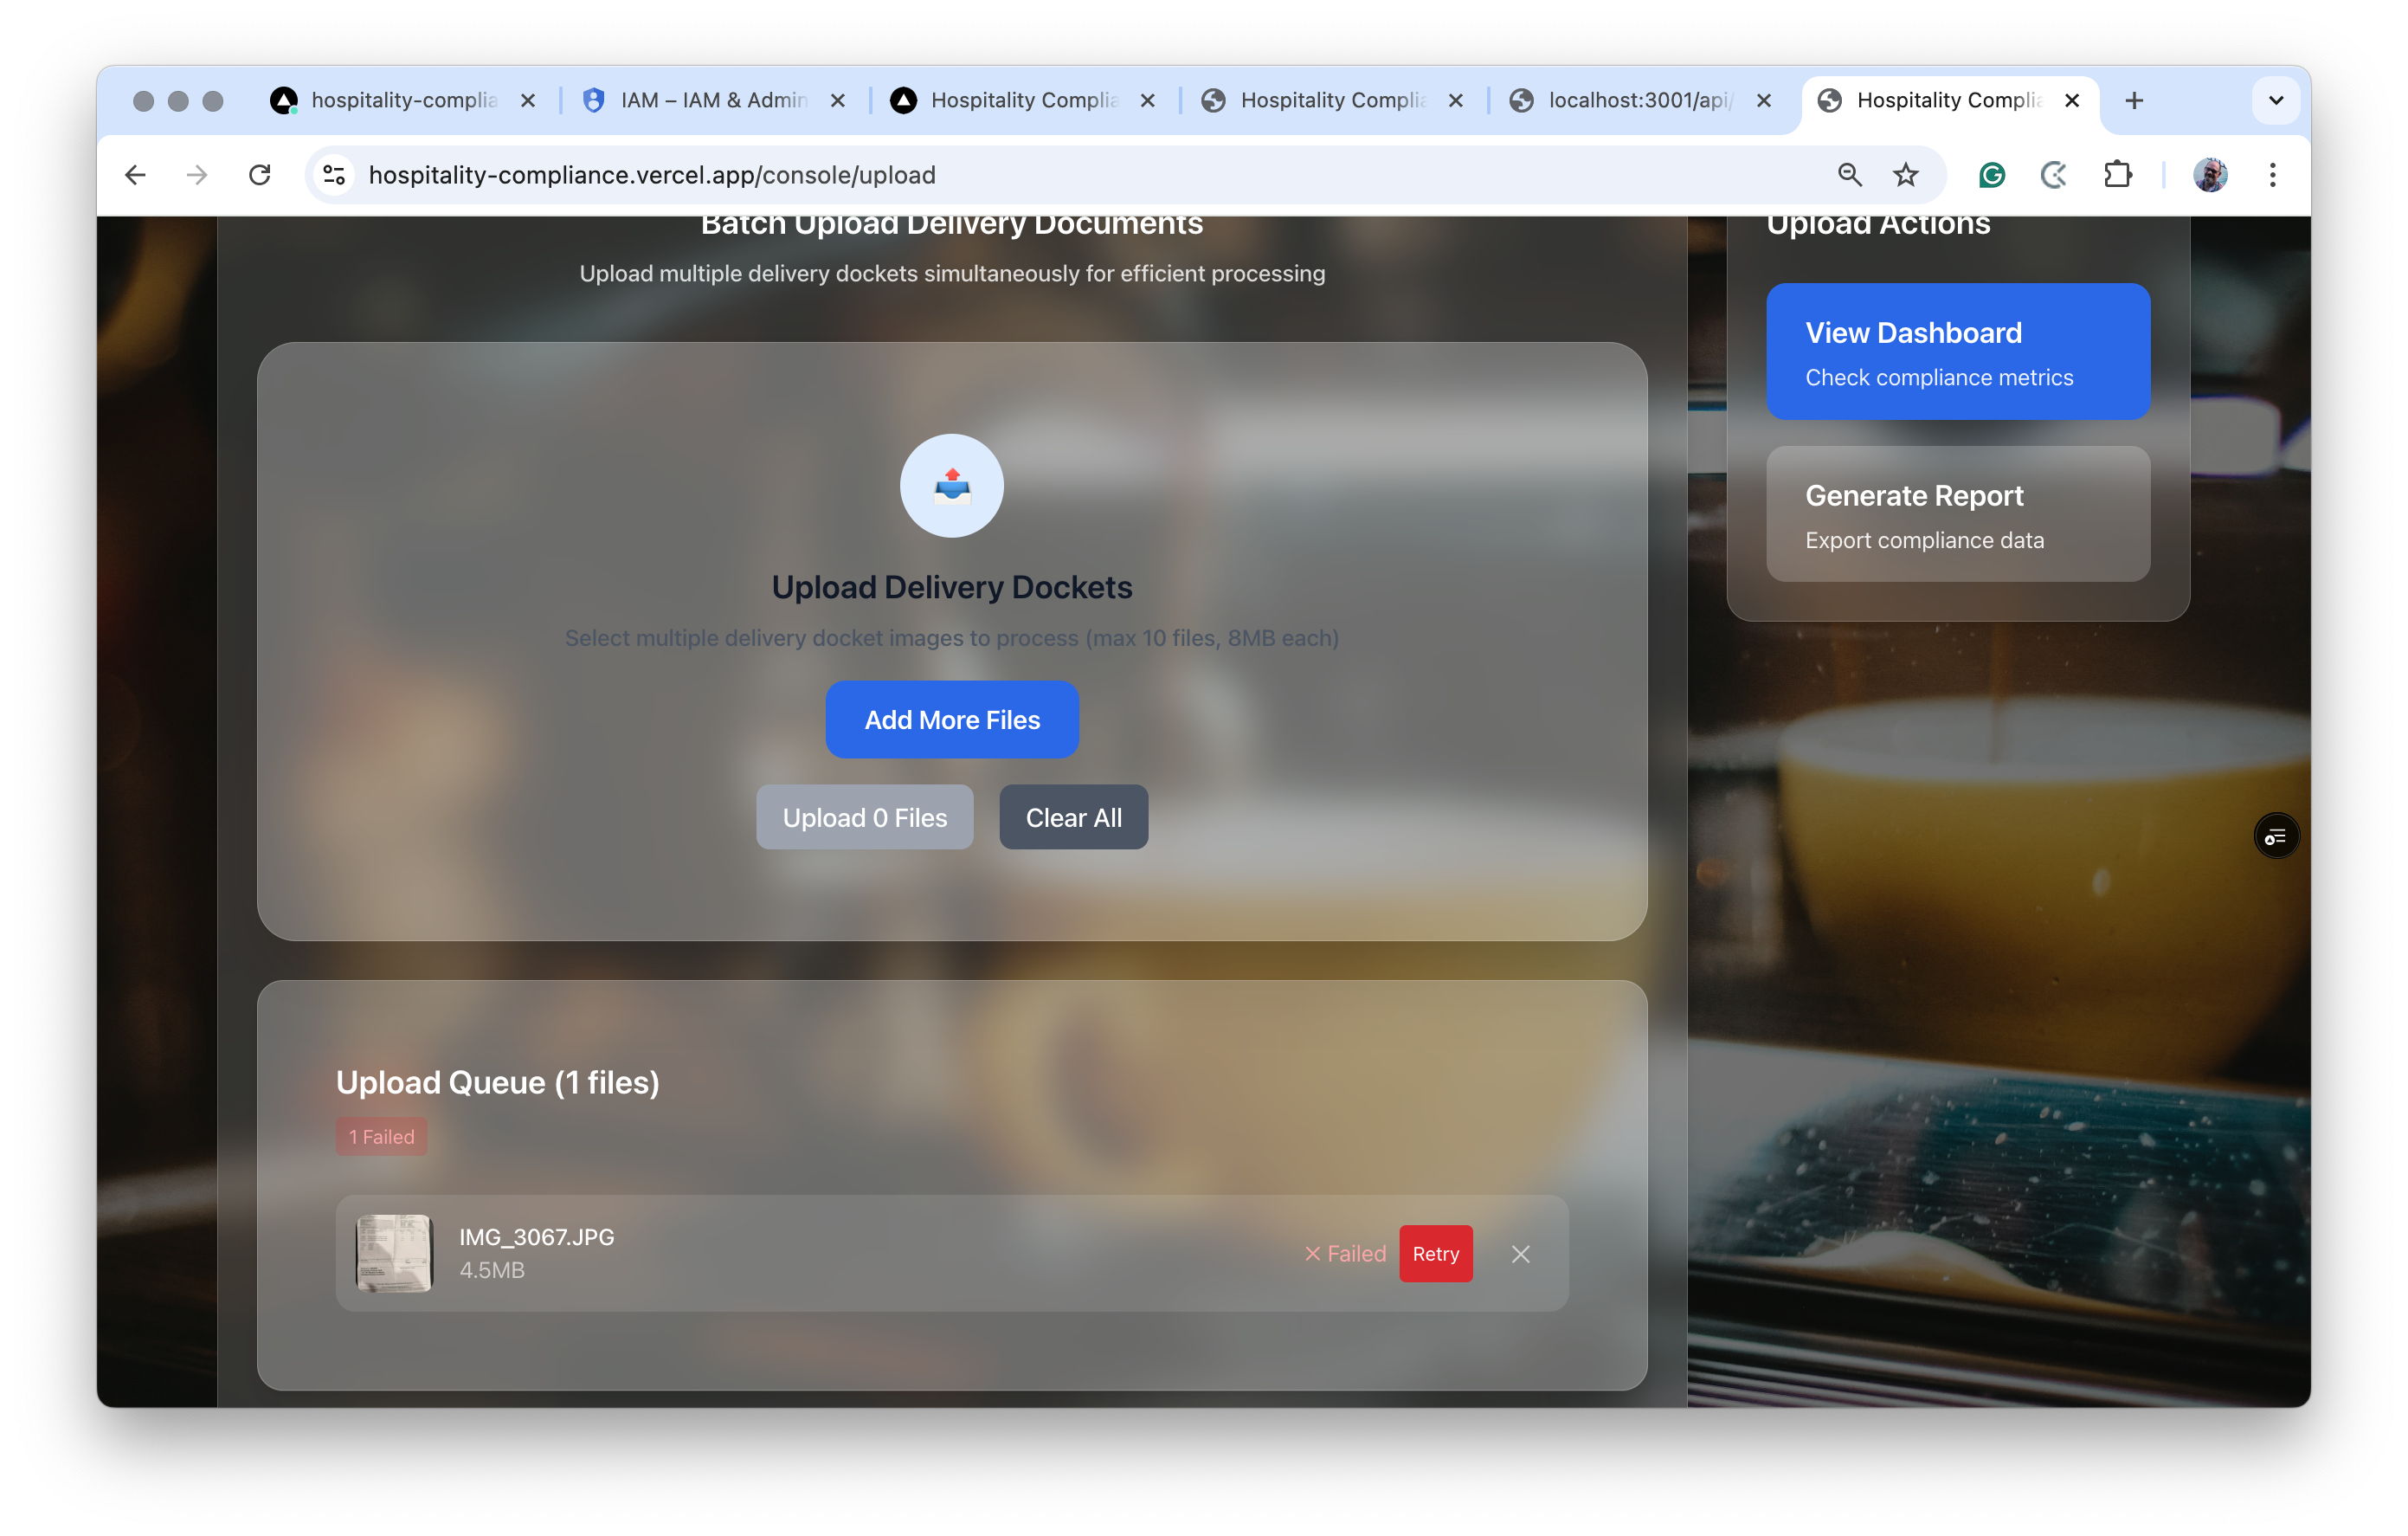 hospitality-complia
IAM – IAM & Admin
Hospitality Complia
Hospitality Complia
localhost:3001/api/
Hospitality Complia
hospitality-compliance.vercel.app/console/upload
Batch Upload Delivery Documents
Upload multiple delivery dockets simultaneously for efficient processing
Upload Delivery Dockets
Select multiple delivery docket images to process (max 10 files, 8MB each)
Add More Files
Upload 0 Files
Clear All
Upload Queue (1 files)
1 Failed
IMG_3067.JPG
4.5MB
Failed
Retry
Upload Actions
View Dashboard
Check compliance metrics
Generate Report
Export compliance data